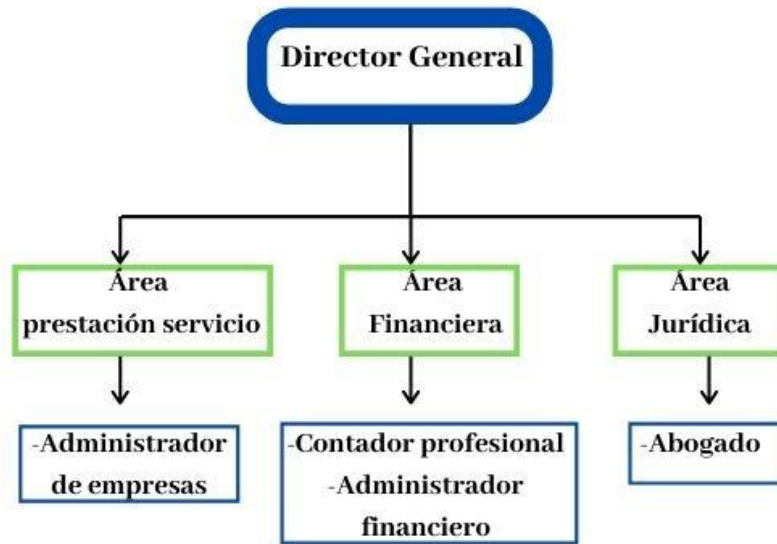 Director General
Área
prestación servicio
Área
Financiera
Área
Jurídica
-Administrador
de empresas
-Contador profesional
-Administrador
financiero
-Abogado